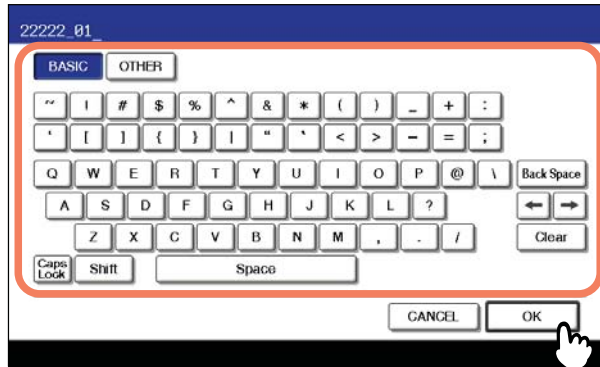 22222_01_
BASIC OTHER
~ ! # $ % ^ & * ( ) _ + :
' [ ] { } | " ` < > - = ;
Q W E R T Y U I O P @ \ Back Space
A S D F G H J K L ? ← →
Z X C V B N M , . / Clear
Caps Lock Shift Space
CANCEL OK